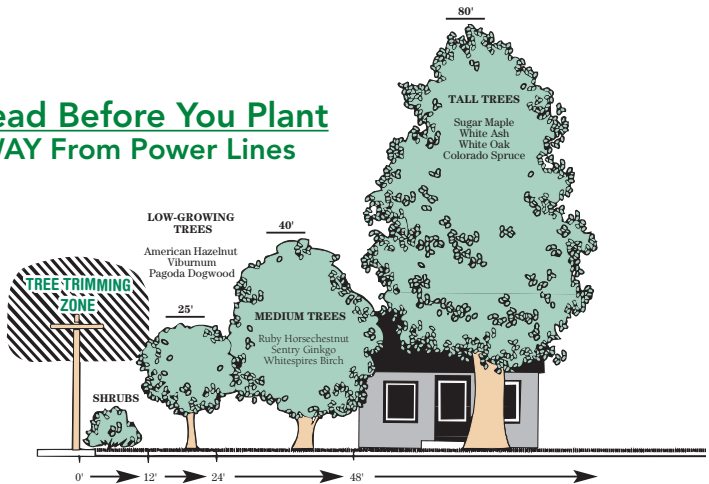 ead Before You Plant
WAY From Power Lines
80'
TALL TREES
Sugar Maple
White Ash
White Oak
Colorado Spruce
LOW-GROWING
TREES
American Hazelnut
Viburnum
Pagoda Dogwood
40'
TREE TRIMMING
ZONE
25'
MEDIUM TREES
Ruby Horsechestnut
Sentry Ginkgo
Whitespires Birch
SHRUBS
0' 12' 24' 48'